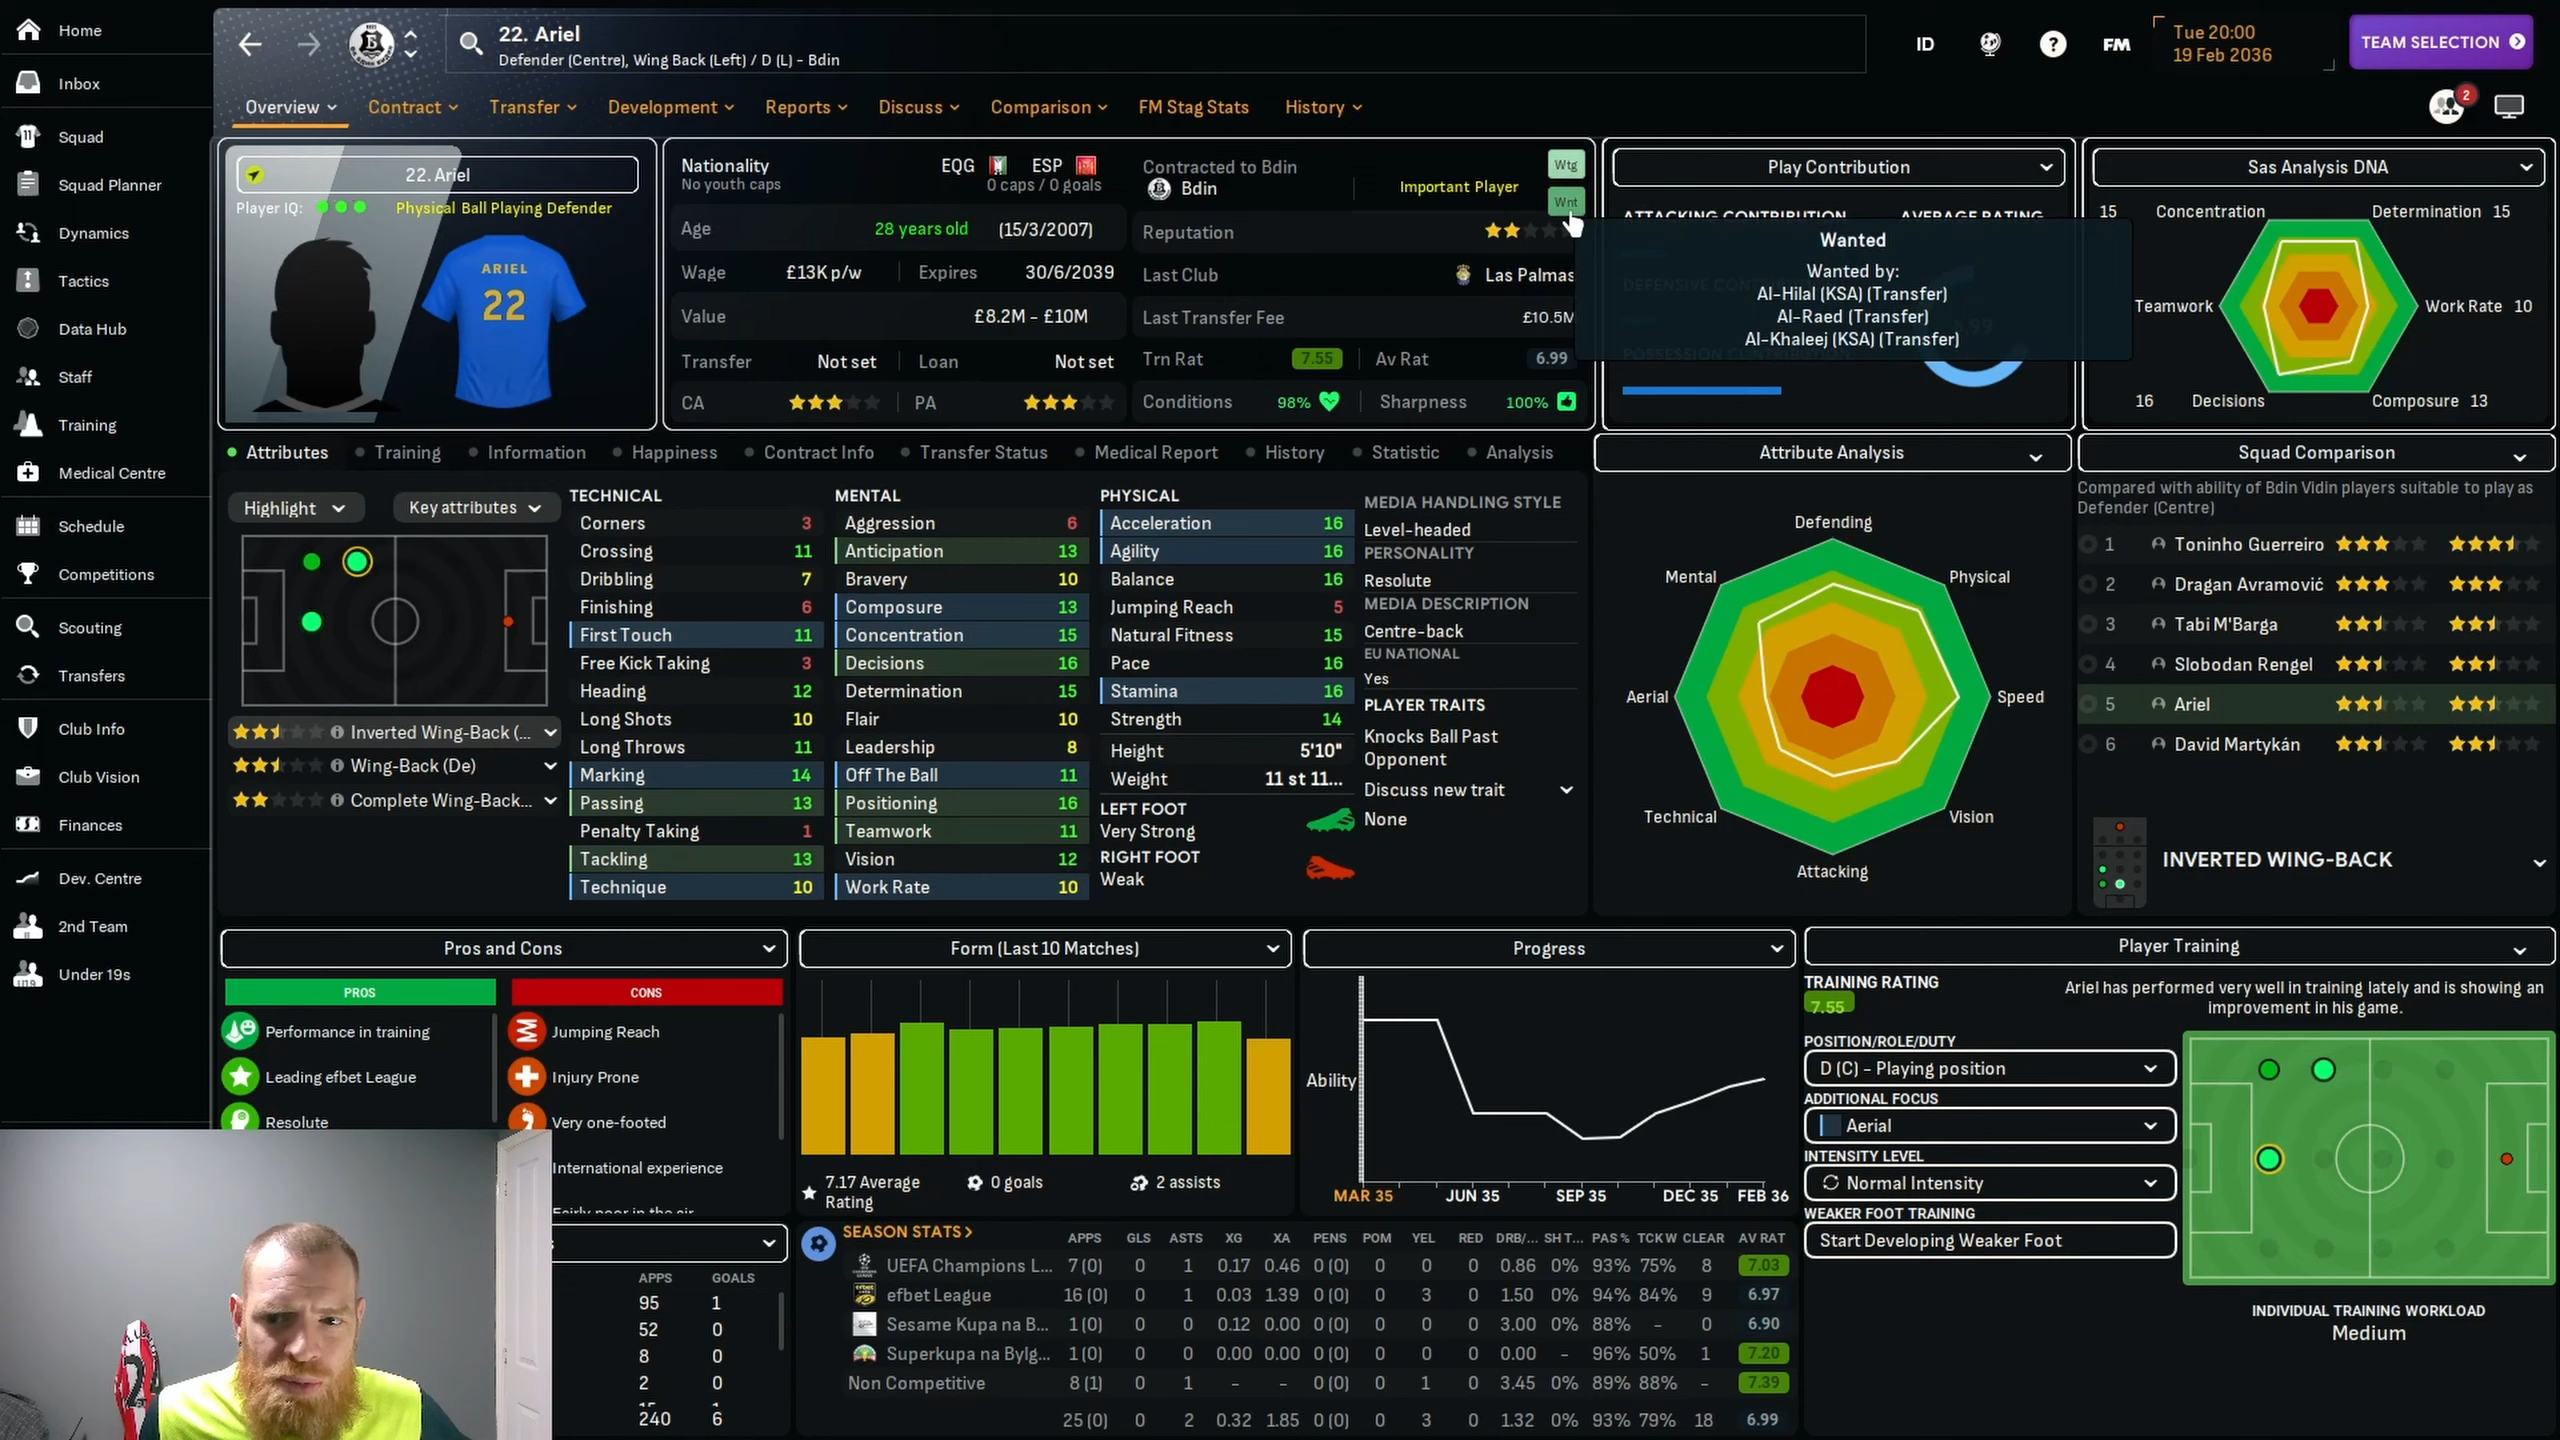 Home
Inbox
Squad
Squad Planner
Dynamics
Tactics
Data Hub
Staff
Training
Medical Centre
Schedule
Competitions
Scouting
Transfers
Club Info
Club Vision
Finances
Dev. Centre
2nd Team
Under 19s
22. Ariel
Defender (Centre), Wing Back (Left) / D (L) - Bdin
ID
FM
Tue 20:00
19 Feb 2036
TEAM SELECTION
2
Overview Contract Transfer Development Reports Discuss Comparison FM Stag Stats History
22. Ariel
Player IQ: Physical Ball Playing Defender
ARIEL
22
Nationality EQG ESP
No youth caps 0 caps / 0 goals
Age 28 years old (15/3/2007)
Wage £13K p/w Expires 30/6/2039
Value £8.2M - £10M
Transfer Not set Loan Not set
CA PA
Contracted to Bdin
Bdin Important Player
Wtg
Wnt
Reputation
Last Club Las Palmas
Last Transfer Fee £10.5M
Trn Rat 7.55 Av Rat 6.99
Conditions 98% Sharpness 100%
Play Contribution
ATTACKING CONTRIBUTION AVERAGE RATING
Wanted
Wanted by:
Al-Hilal (KSA) (Transfer)
Al-Raed (Transfer)
Al-Khaleej (KSA) (Transfer)
Sas Analysis DNA
15 Concentration Determination 15
Teamwork Work Rate 10
16 Decisions Composure 13
Attributes Training Information Happiness Contract Info Transfer Status Medical Report History Statistic Analysis
Highlight Key attributes
Inverted Wing-Back (...
Wing-Back (De)
Complete Wing-Back...
TECHNICAL
Corners 3
Crossing 11
Dribbling 7
Finishing 6
First Touch 11
Free Kick Taking 3
Heading 12
Long Shots 10
Long Throws 11
Marking 14
Passing 13
Penalty Taking 1
Tackling 13
Technique 10
MENTAL
Aggression 6
Anticipation 13
Bravery 10
Composure 13
Concentration 15
Decisions 16
Determination 15
Flair 10
Leadership 8
Off The Ball 11
Positioning 16
Teamwork 11
Vision 12
Work Rate 10
PHYSICAL
Acceleration 16
Agility 16
Balance 16
Jumping Reach 5
Natural Fitness 15
Pace 16
Stamina 16
Strength 14
Height 5'10"
Weight 11 st 11...
LEFT FOOT
Very Strong
RIGHT FOOT
Weak
MEDIA HANDLING STYLE
Level-headed
PERSONALITY
Resolute
MEDIA DESCRIPTION
Centre-back
EU NATIONAL
Yes
PLAYER TRAITS
Knocks Ball Past
Opponent
Discuss new trait
None
Attribute Analysis
Defending
Mental Physical
Aerial Speed
Technical Vision
Attacking
Squad Comparison
Compared with ability of Bdin Vidin players suitable to play as
Defender (Centre)
1 Toninho Guerreiro
2 Dragan Avramović
3 Tabi M'Barga
4 Slobodan Rengel
5 Ariel
6 David Martykán
INVERTED WING-BACK
Pros and Cons
PROS
Performance in training
Leading efbet League
Resolute
CONS
Jumping Reach
Injury Prone
Very one-footed
International experience
Fairly poor in the air
APPS GOALS
95 1
52 0
8 0
2 0
240 6
Form (Last 10 Matches)
7.17 Average
Rating
0 goals
2 assists
Progress
Ability
MAR 35 JUN 35 SEP 35 DEC 35 FEB 36
SEASON STATS APPS GLS ASTS XG XA PENS POM YEL RED DRB/... SH T... PAS % TCK W CLEAR AV RAT
UEFA Champions L... 7 (0) 0 1 0.17 0.46 0 (0) 0 0 0 0.86 0% 93% 75% 8 7.03
efbet League 16 (0) 0 1 0.03 1.39 0 (0) 0 3 0 1.50 0% 94% 84% 9 6.97
Sesame Kupa na B... 1 (0) 0 0 0.12 0.00 0 (0) 0 0 0 3.00 0% 88% - 0 6.90
Superkupa na Bylg... 1 (0) 0 0 0.00 0.00 0 (0) 0 0 0 0.00 - 96% 50% 1 7.20
Non Competitive 8 (1) 0 1 - - 0 (0) 0 1 0 3.45 0% 89% 88% - 7.39
25 (0) 0 2 0.32 1.85 0 (0) 0 3 0 1.32 0% 93% 79% 18 6.99
Player Training
TRAINING RATING
7.55
Ariel has performed very well in training lately and is showing an
improvement in his game.
POSITION/ROLE/DUTY
D (C) - Playing position
ADDITIONAL FOCUS
Aerial
INTENSITY LEVEL
Normal Intensity
WEAKER FOOT TRAINING
Start Developing Weaker Foot
INDIVIDUAL TRAINING WORKLOAD
Medium